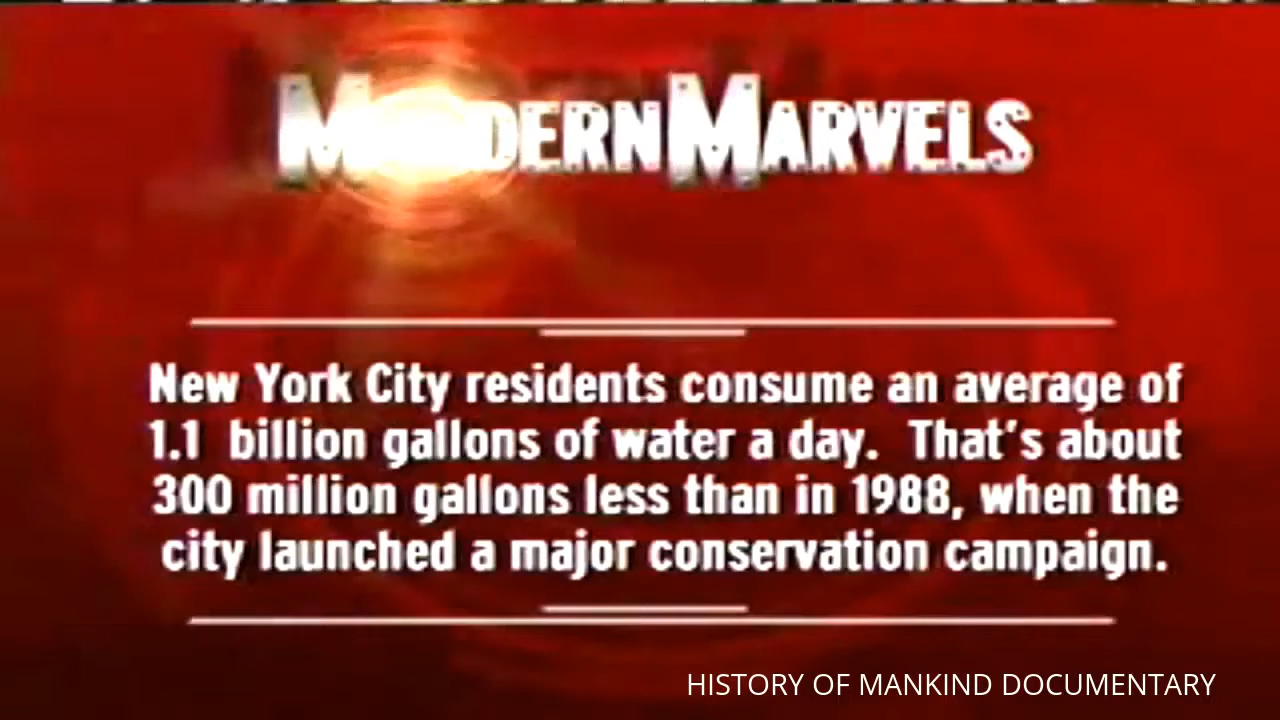 MODERN MARVELS
New York City residents consume an average of
1.1 billion gallons of water a day. That's about
300 million gallons less than in 1988, when the
city launched a major conservation campaign.
HISTORY OF MANKIND DOCUMENTARY